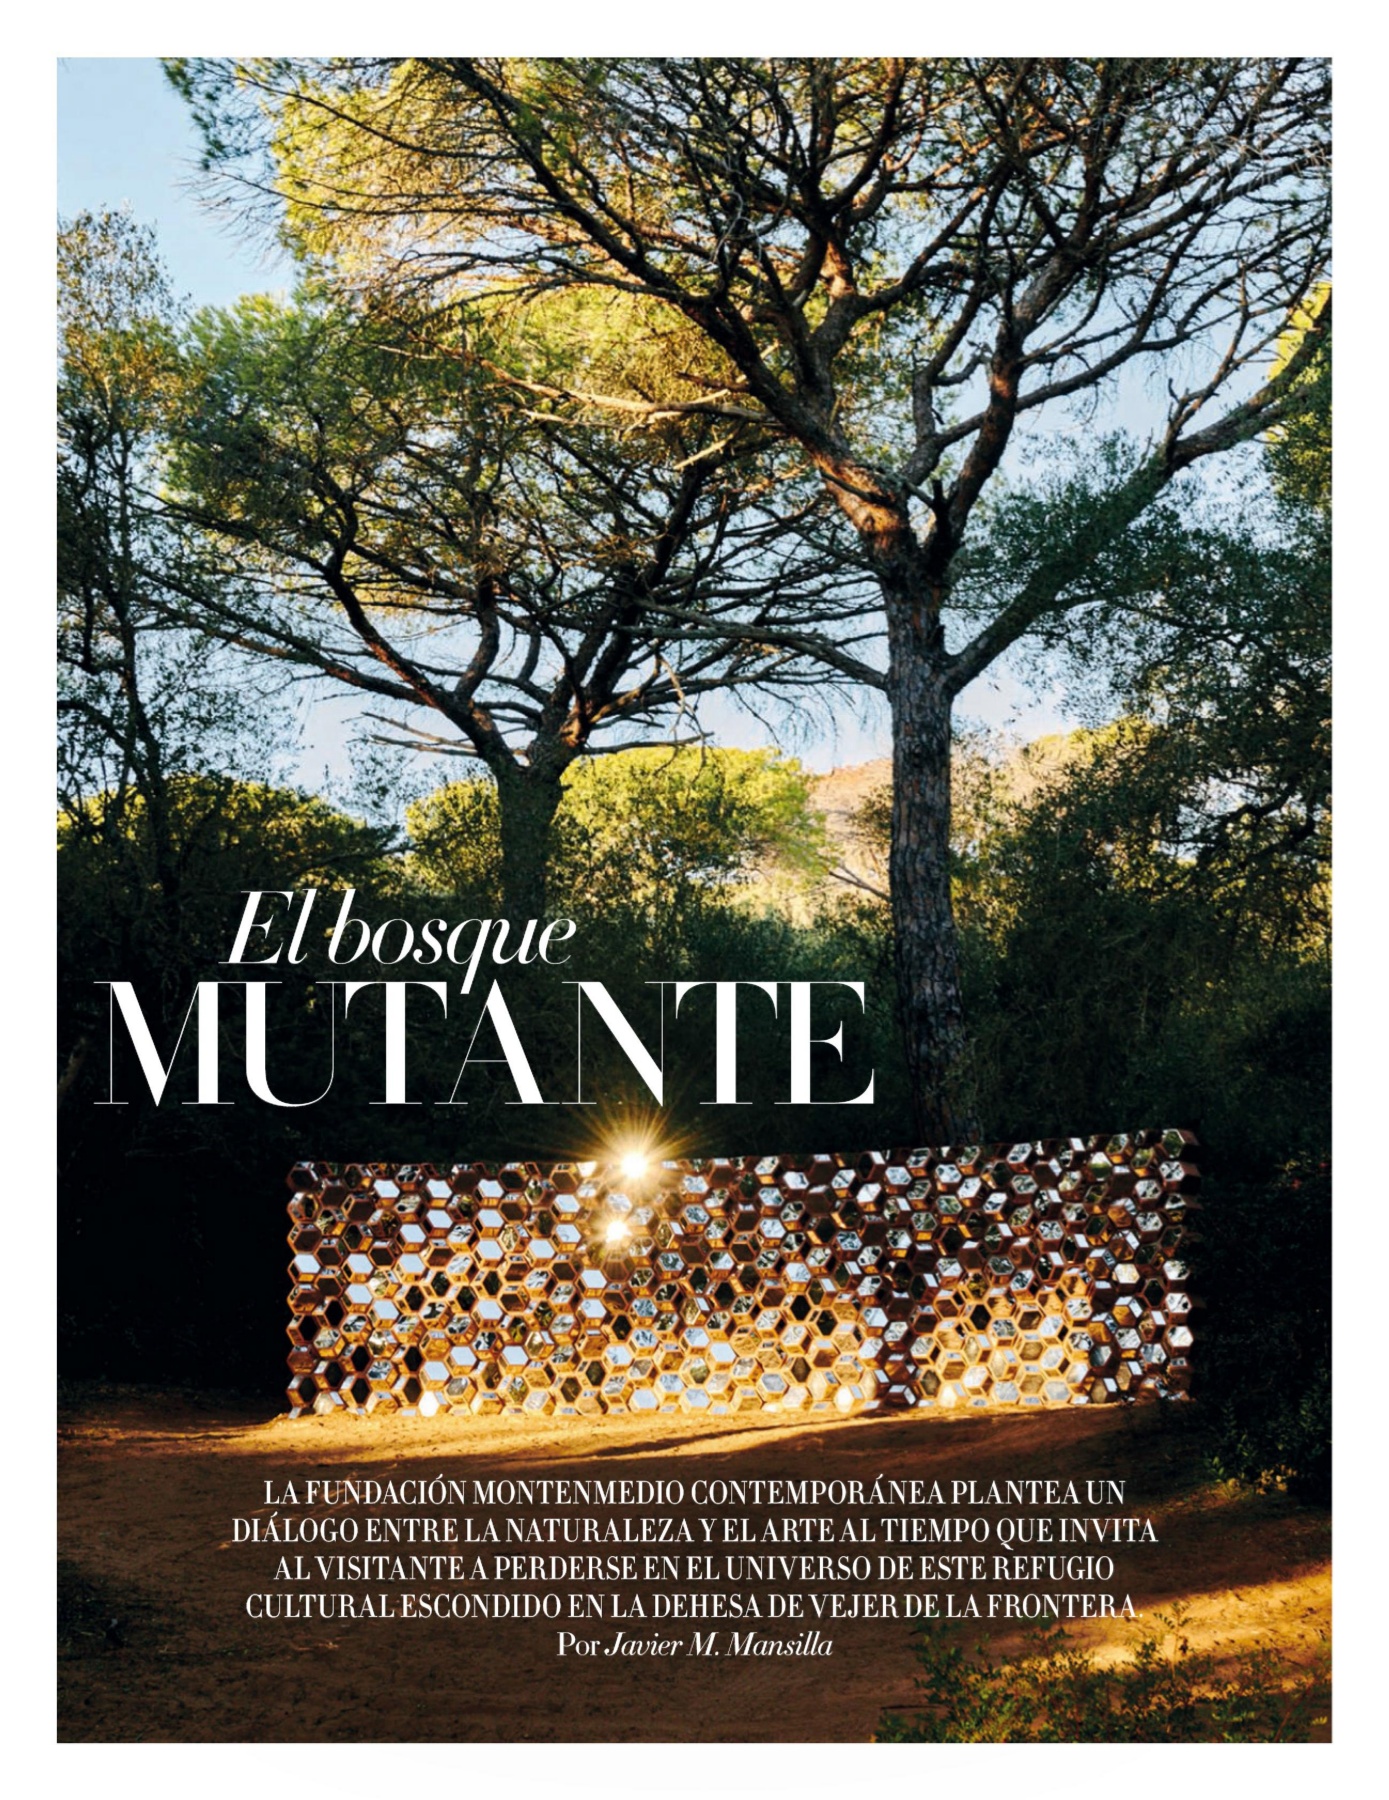 El bosque
MUTANTE
LA FUNDACIÓN MONTENMEDIO CONTEMPORÁNEA PLANTEA UN
DIÁLOGO ENTRE LA NATURALEZA Y EL ARTE AL TIEMPO QUE INVITA
AL VISITANTE A PERDERSE EN EL UNIVERSO DE ESTE REFUGIO
CULTURAL ESCONDIDO EN LA DEHESA DE VEJER DE LA FRONTERA.
Por Javier M. Mansilla